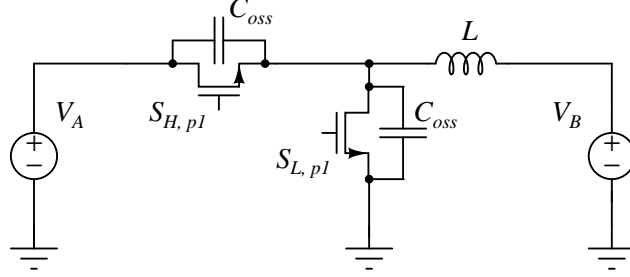 C_oss
L
V_A
S_H, p1
V_B
C_oss
S_L, p1
+
−
+
−